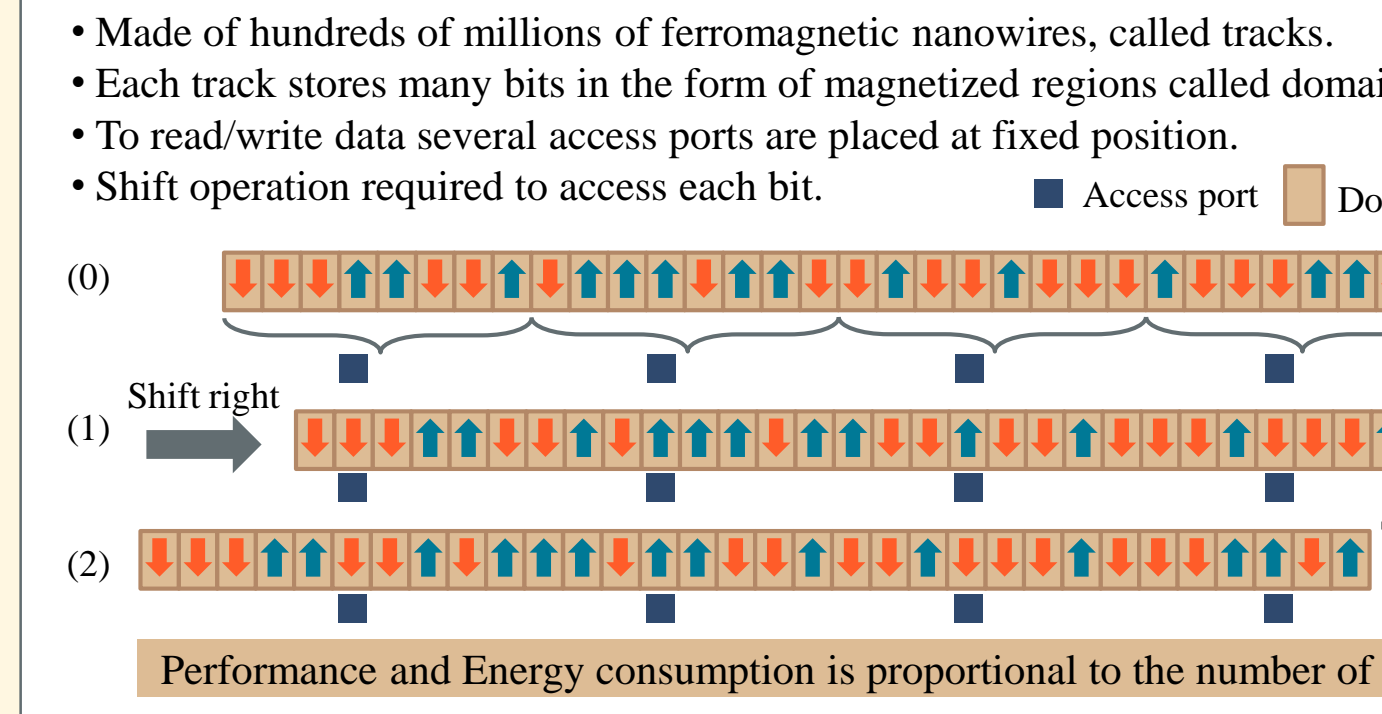 • Made of hundreds of millions of ferromagnetic nanowires, called tracks.
• Each track stores many bits in the form of magnetized regions called
• To read/write data several access ports are placed at fixed position.
• Shift operation required to access each bit.
Access port
(0)
Shift right
(1)
(2)
Performance and Energy consumption is proportional to the number of